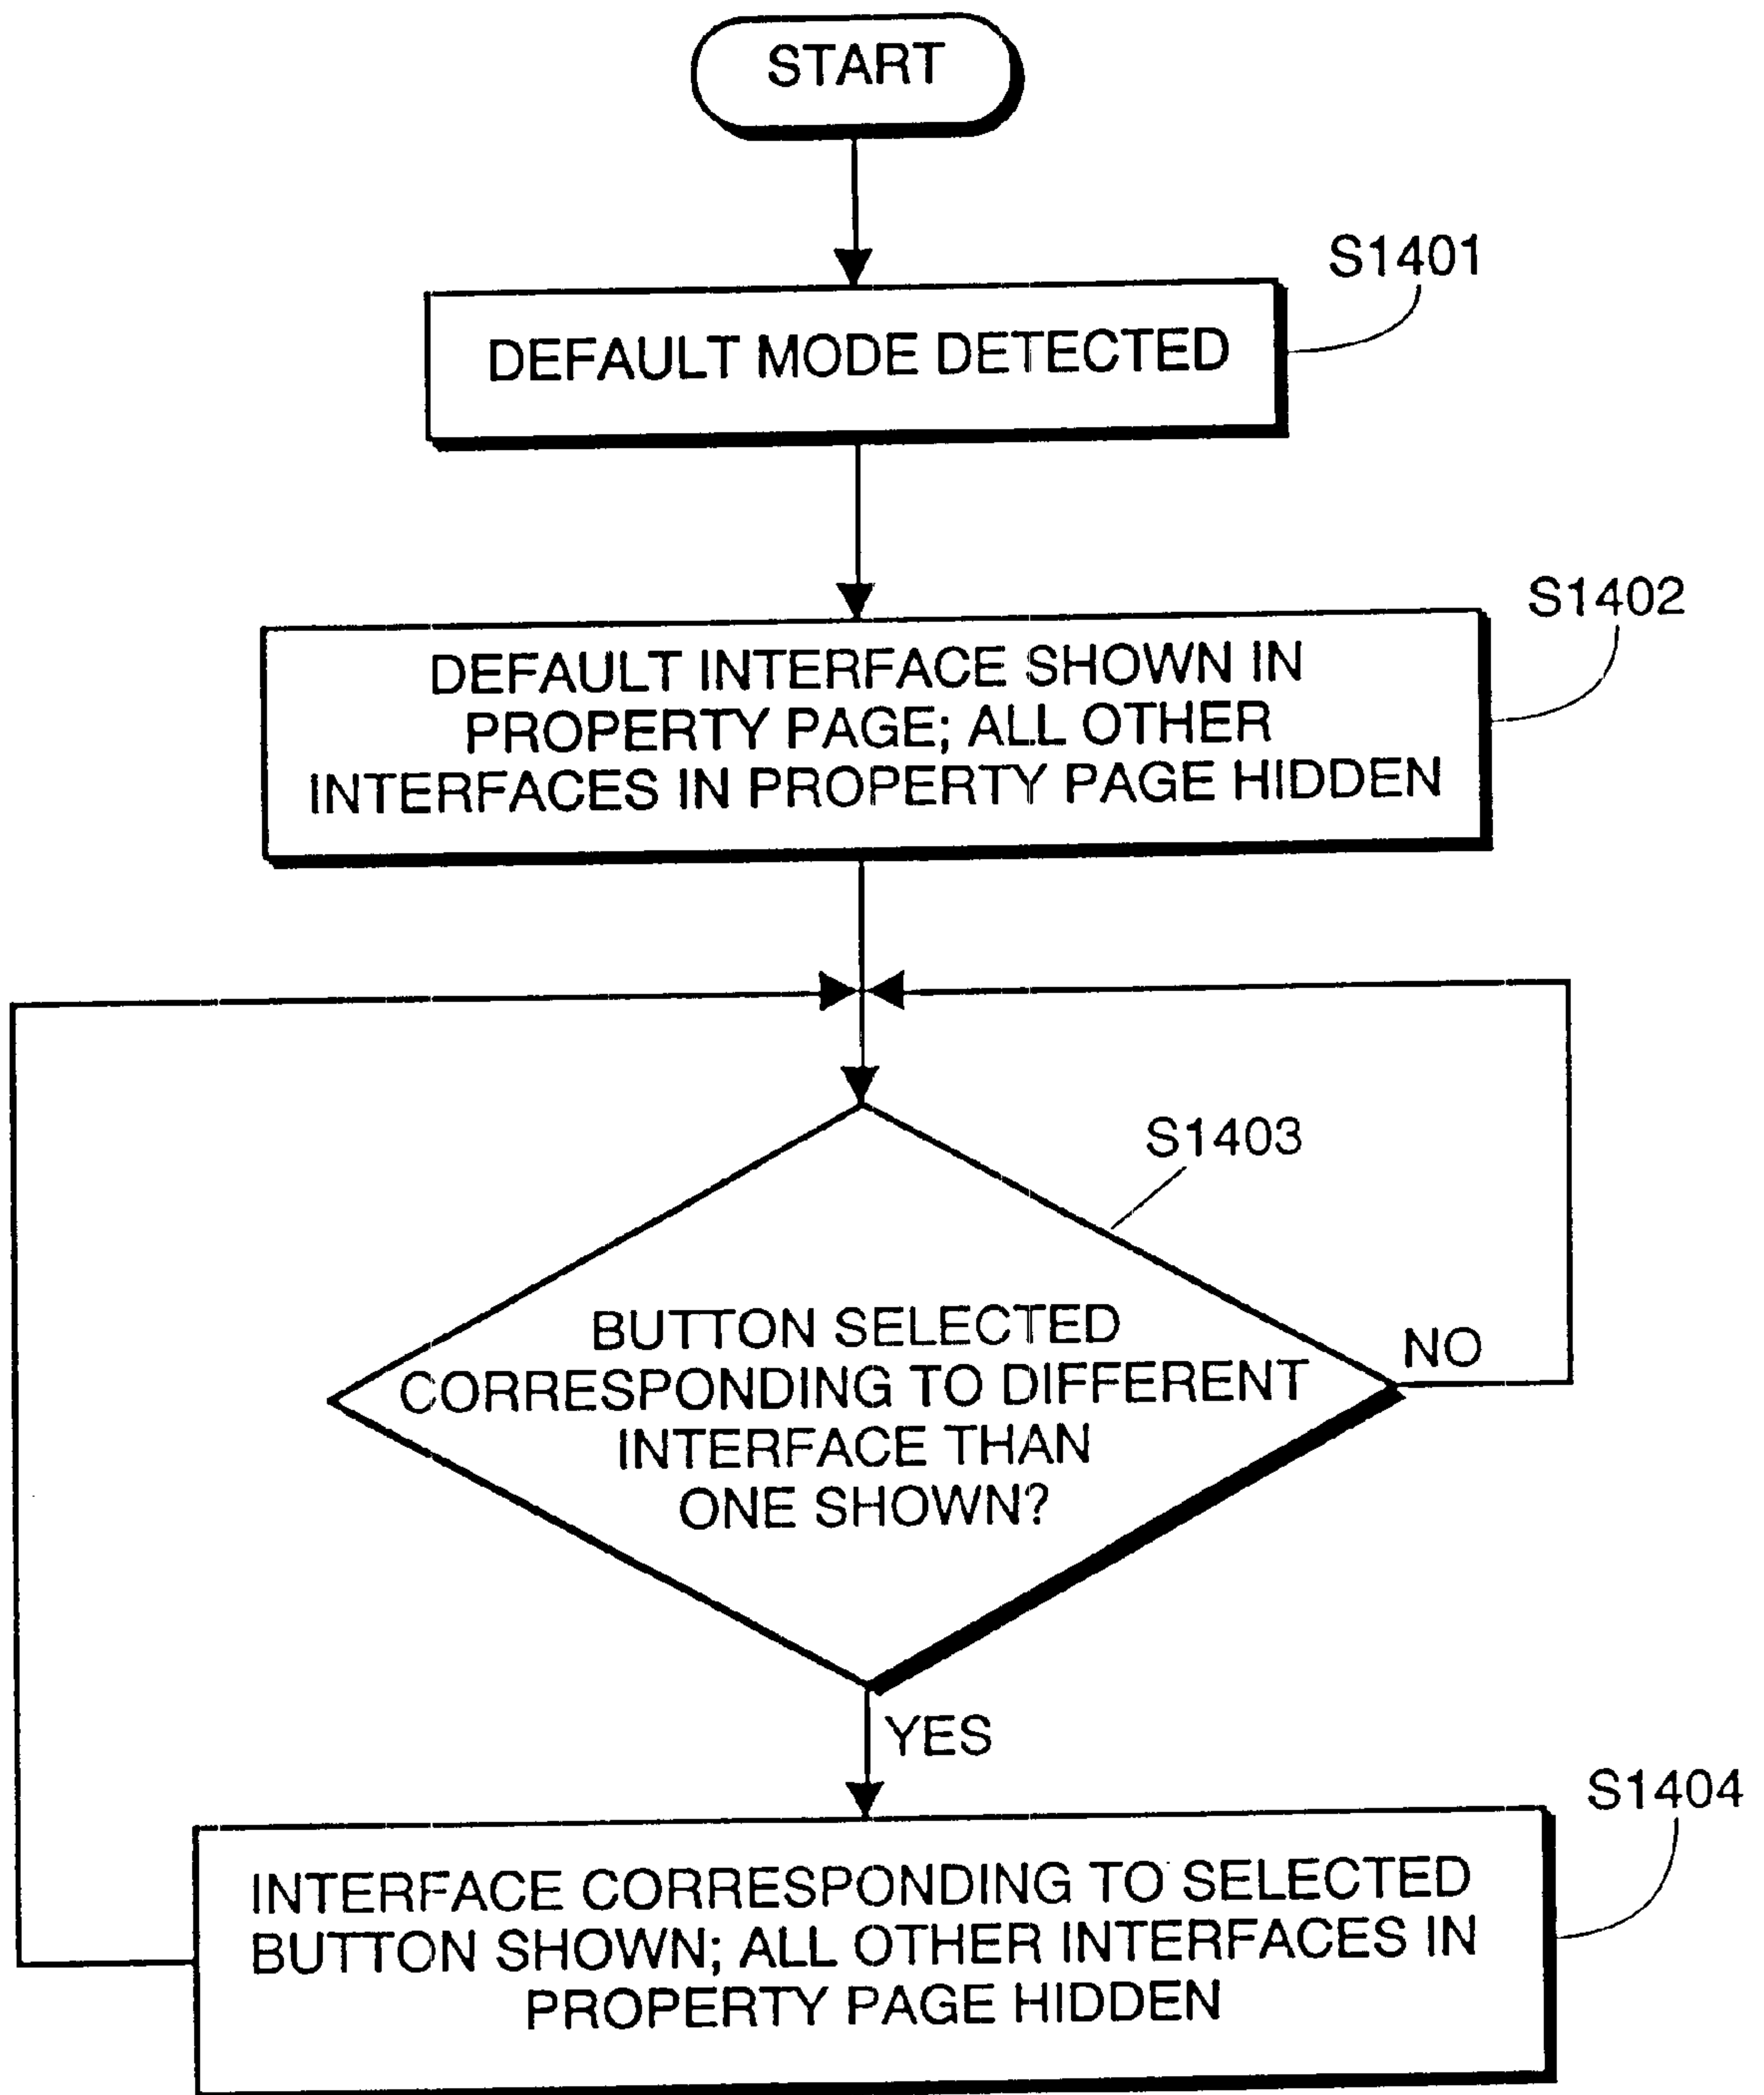 START
S1401
DEFAULT MODE DETECTED
S1402
DEFAULT INTERFACE SHOWN IN
PROPERTY PAGE; ALL OTHER
INTERFACES IN PROPERTY PAGE HIDDEN
S1403
BUTTON SELECTED
CORRESPONDING TO DIFFERENT
INTERFACE THAN
ONE SHOWN?
NO
YES
S1404
INTERFACE CORRESPONDING TO SELECTED
BUTTON SHOWN; ALL OTHER INTERFACES IN
PROPERTY PAGE HIDDEN